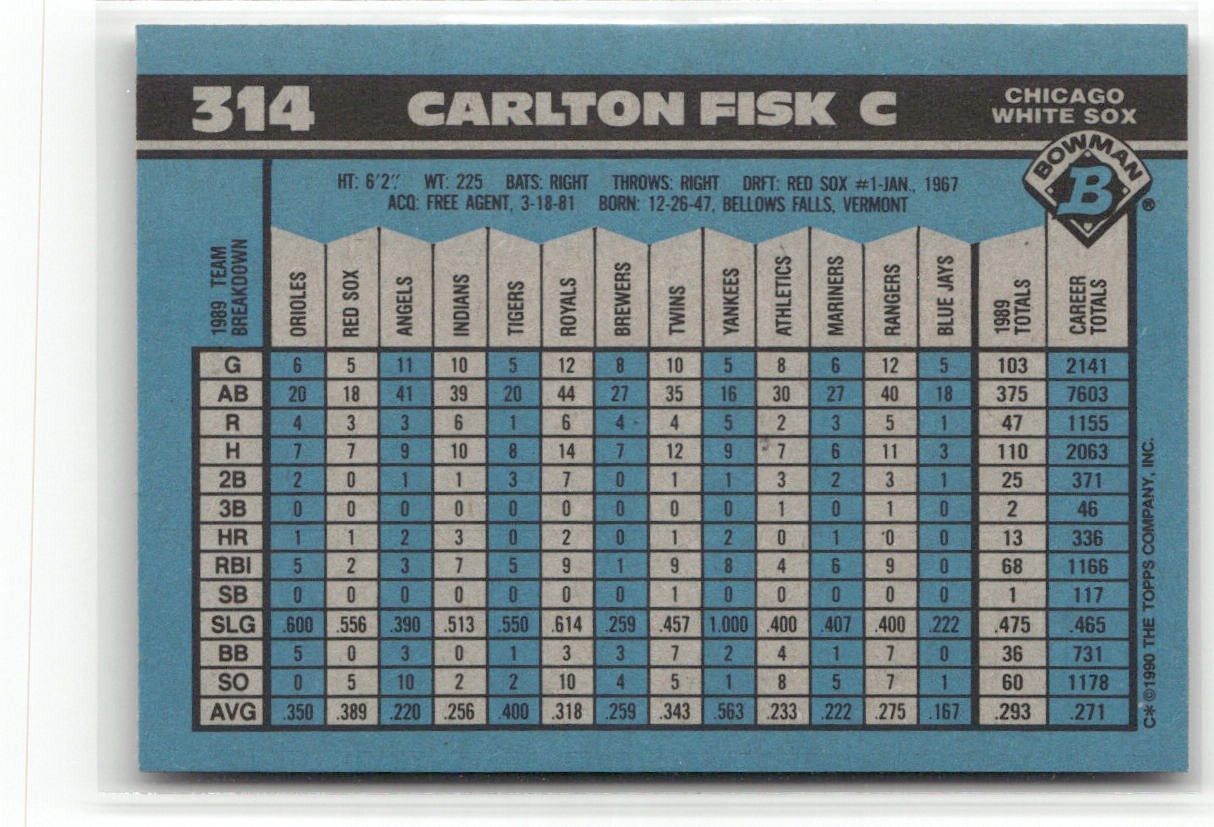 314 CARLTON FISK C CHICAGO WHITE SOX
BOWMAN
B ®
HT: 6'2" WT: 225 BATS: RIGHT THROWS: RIGHT DRFT: RED SOX #1-JAN., 1967
ACQ: FREE AGENT, 3-18-81 BORN: 12-26-47, BELLOWS FALLS, VERMONT
1989 TEAM BREAKDOWN ORIOLES RED SOX ANGELS INDIANS TIGERS ROYALS BREWERS TWINS YANKEES ATHLETICS MARINERS RANGERS BLUE JAYS 1989 TOTALS CAREER TOTALS
G 6 5 11 10 5 12 8 10 5 8 6 12 5 103 2141
AB 20 18 41 39 20 44 27 35 16 30 27 40 18 375 7603
R 4 3 3 6 1 6 4 4 5 2 3 5 1 47 1155
H 7 7 9 10 8 14 7 12 9 7 6 11 3 110 2063
2B 2 0 1 1 3 7 0 1 1 3 2 3 1 25 371
3B 0 0 0 0 0 0 0 0 0 1 0 1 0 2 46
HR 1 1 2 3 0 2 0 1 2 0 1 0 0 13 336
RBI 5 2 3 7 5 9 1 9 8 4 6 9 0 68 1166
SB 0 0 0 0 0 0 0 1 0 0 0 0 0 1 117
SLG .600 .556 .390 .513 .550 .614 .259 .457 1.000 .400 .407 .400 .222 .475 .465
BB 5 0 3 0 1 3 3 7 2 4 1 7 0 36 731
SO 0 5 10 2 2 10 4 5 1 8 5 7 1 60 1178
AVG .350 .389 .220 .256 .400 .318 .259 .343 .563 .233 .222 .275 .167 .293 .271
C*©1990 THE TOPPS COMPANY, INC.